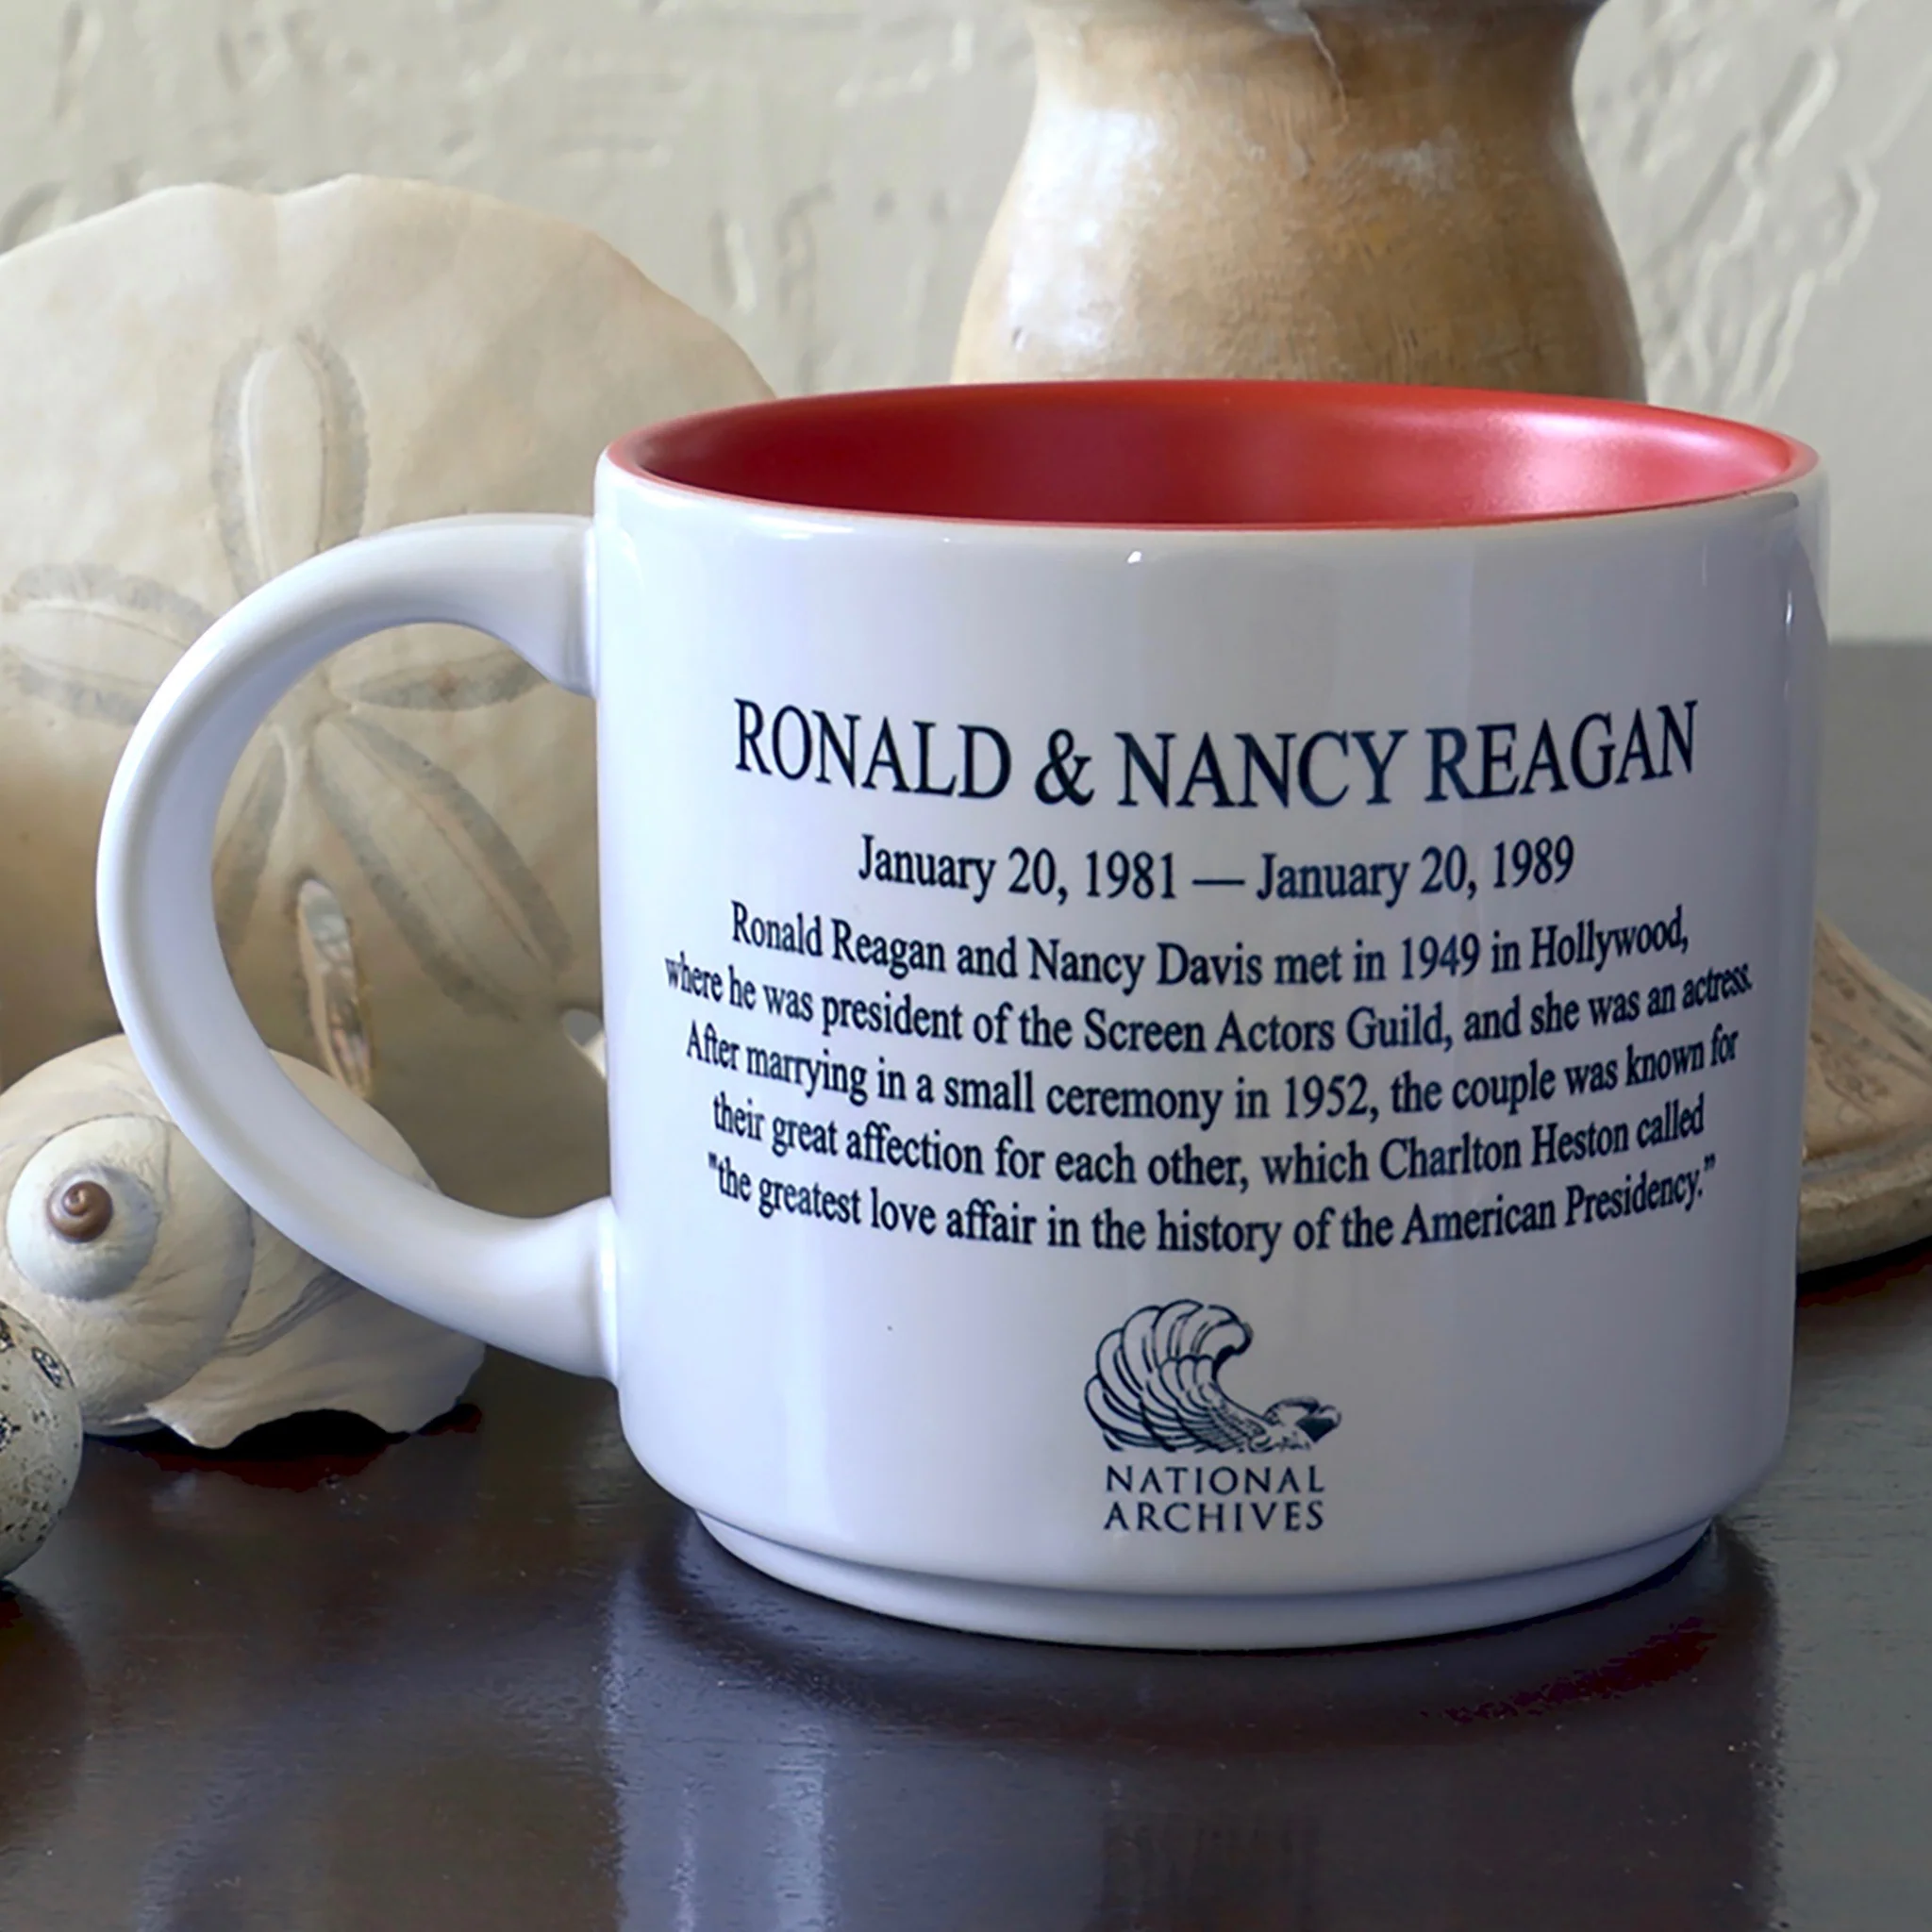 RONALD & NANCY REAGAN
January 20, 1981 — January 20, 1989
Ronald Reagan and Nancy Davis met in 1949 in Hollywood,
where he was president of the Screen Actors Guild, and she was an actress.
After marrying in a small ceremony in 1952, the couple was known for
their great affection for each other, which Charlton Heston called
"the greatest love affair in the history of the American Presidency.”
NATIONAL
ARCHIVES